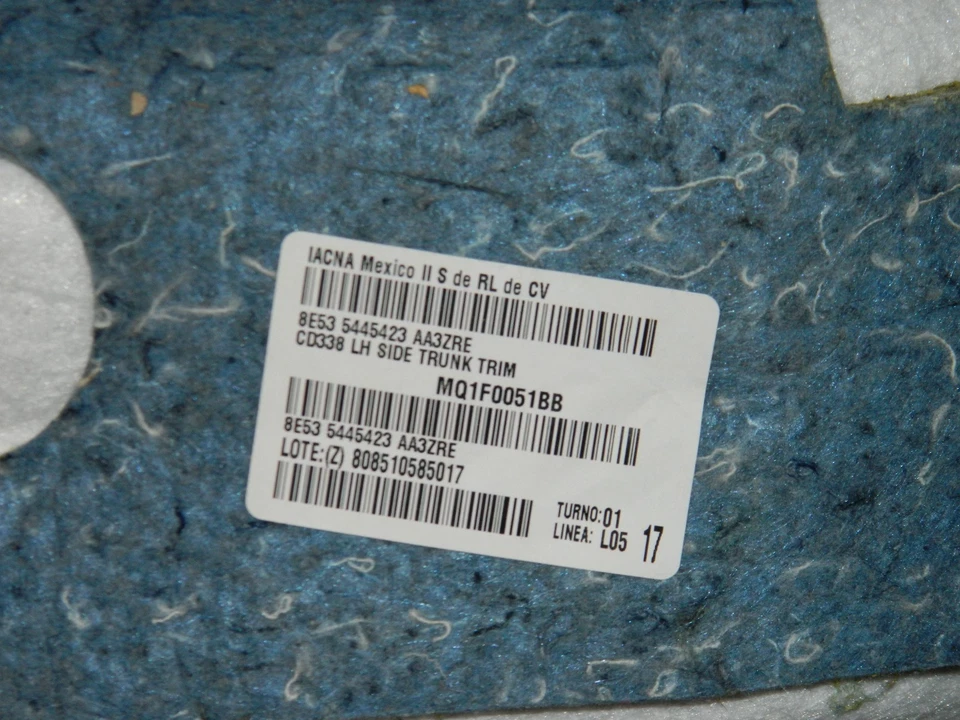 IACNA Mexico II S de RL de CV
8E53 5445423 AA3ZRE
CD338 LH SIDE TRUNK TRIM
MQ1F0051BB
8E53 5445423 AA3ZRE
LOTE:(Z) 808510585017
TURNO:01
LINEA: L05 17